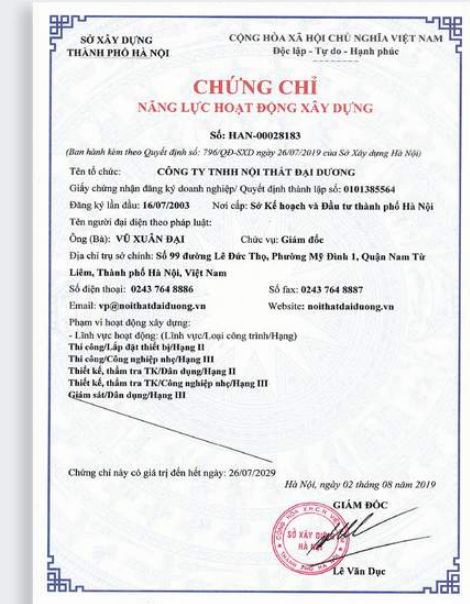 SỞ XÂY DỰNG
THÀNH PHỐ HÀ NỘI
CỘNG HÒA XÃ HỘI CHỦ NGHĨA VIỆT NAM
Độc lập - Tự do - Hạnh phúc
CHỨNG CHỈ
NĂNG LỰC HOẠT ĐỘNG XÂY DỰNG
Số: HAN-00028183
(Ban hành kèm theo Quyết định số: 796/QĐ-SXD ngày 26/07/2019 của Sở Xây dựng Hà Nội)
Tên tổ chức: CÔNG TY TNHH NỘI THẤT ĐẠI DƯƠNG
Giấy chứng nhận đăng ký doanh nghiệp/ Quyết định thành lập số: 0101385564
Đăng ký lần đầu: 16/07/2003 Nơi cấp: Sở Kế hoạch và Đầu tư thành phố Hà Nội
Tên người đại diện theo pháp luật:
Ông (Bà): VŨ XUÂN ĐẠI Chức vụ: Giám đốc
Địa chỉ trụ sở chính: Số 99 đường Lê Đức Thọ, Phường Mỹ Đình 1, Quận Nam Từ
Liêm, Thành phố Hà Nội, Việt Nam
Số điện thoại: 0243 764 8886 Số fax: 0243 764 8887
Email: vp@noithatdaiduong.vn Website: noithatdaiduong.vn
Phạm vi hoạt động xây dựng:
- Lĩnh vực hoạt động: (Lĩnh vực/Loại công trình/Hạng)
Thi công/Lắp đặt thiết bị/Hạng II
Thi công/Công nghiệp nhẹ/Hạng III
Thiết kế, thẩm tra TK/Dân dụng/Hạng II
Thiết kế, thẩm tra TK/Công nghiệp nhẹ/Hạng III
Giám sát/Dân dụng/Hạng III
Chứng chỉ này có giá trị đến hết ngày: 26/07/2029
Hà Nội, ngày 02 tháng 08 năm 2019
GIÁM ĐỐC
SỞ XÂY DỰNG
HÀ NỘI
Lê Văn Dục